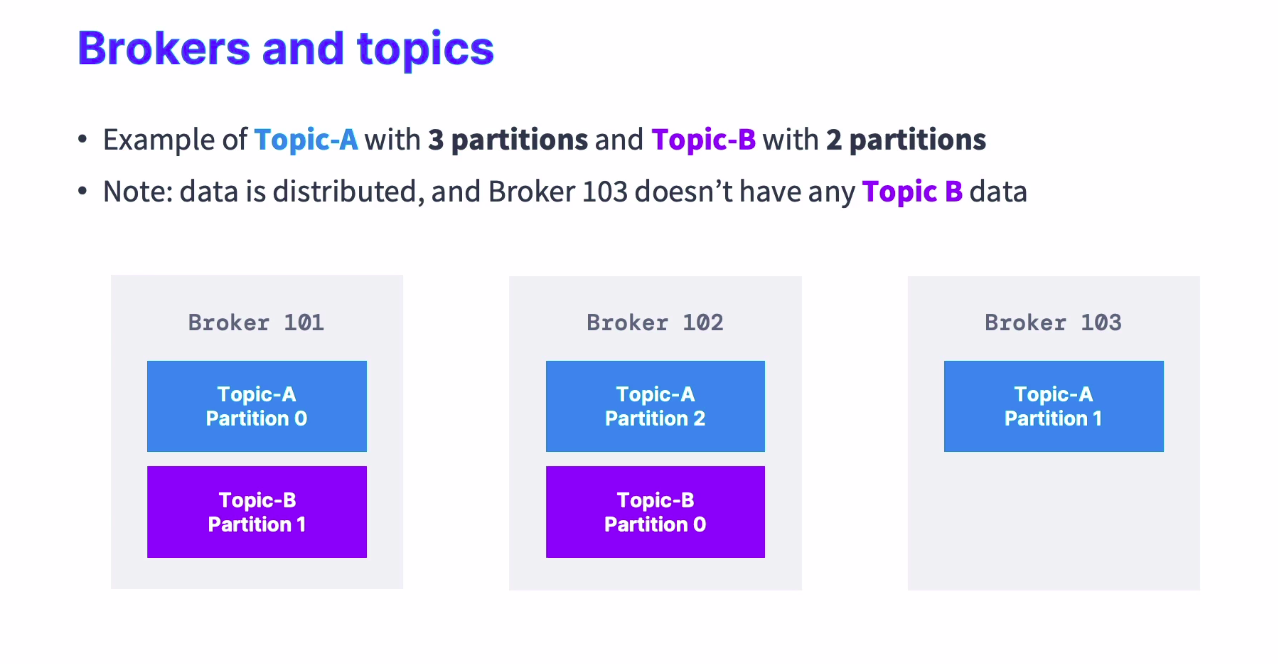 Brokers and topics
• Example of Topic-A with 3 partitions and Topic-B with 2 partitions
• Note: data is distributed, and Broker 103 doesn’t have any Topic B data
Broker 101
Topic-A
Partition 0
Topic-B
Partition 1
Broker 102
Topic-A
Partition 2
Topic-B
Partition 0
Broker 103
Topic-A
Partition 1